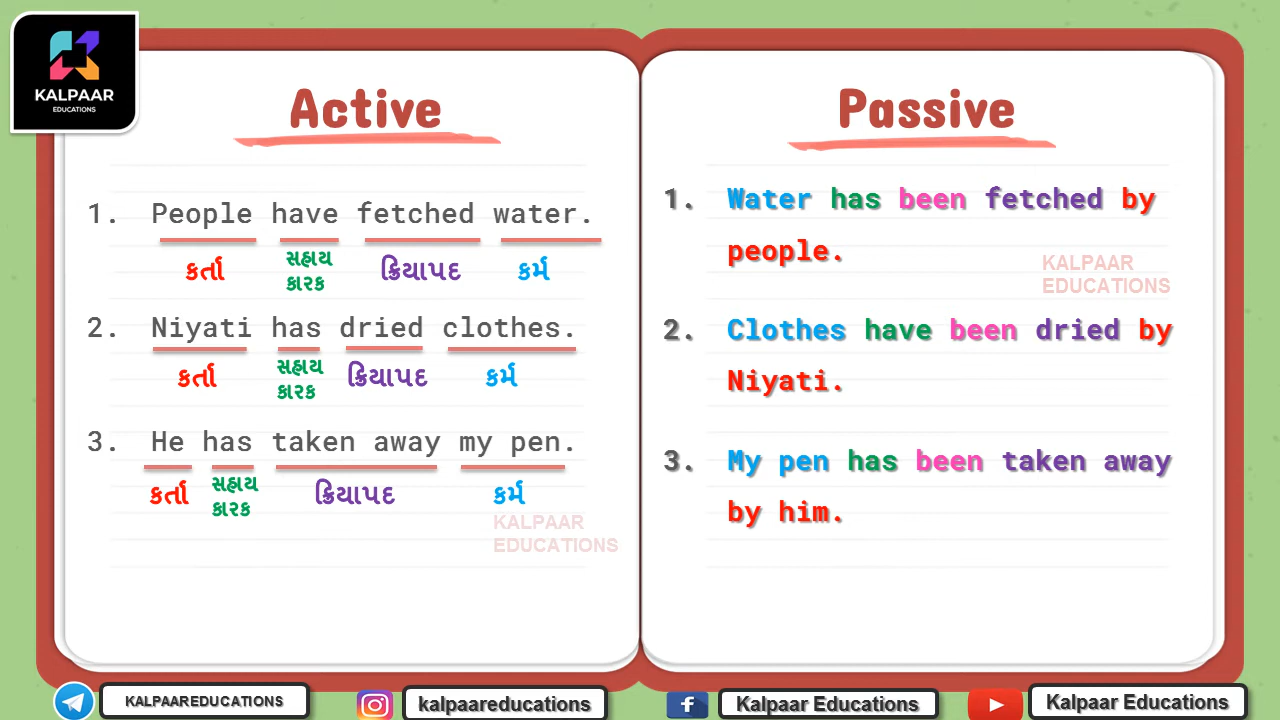 KALPAAR
EDUCATIONS
Active
1. People have fetched water.
કર્તા સહાય કારક ક્રિયાપદ કર્મ
2. Niyati has dried clothes.
કર્તા સહાય કારક ક્રિયાપદ કર્મ
3. He has taken away my pen.
કર્તા સહાય કારક ક્રિયાપદ કર્મ
KALPAAR
EDUCATIONS
Passive
1. Water has been fetched by
people.
KALPAAR
EDUCATIONS
2. Clothes have been dried by
Niyati.
3. My pen has been taken away
by him.
KALPAAREDUCATIONS
kalpaareducations
Kalpaar Educations
Kalpaar Educations